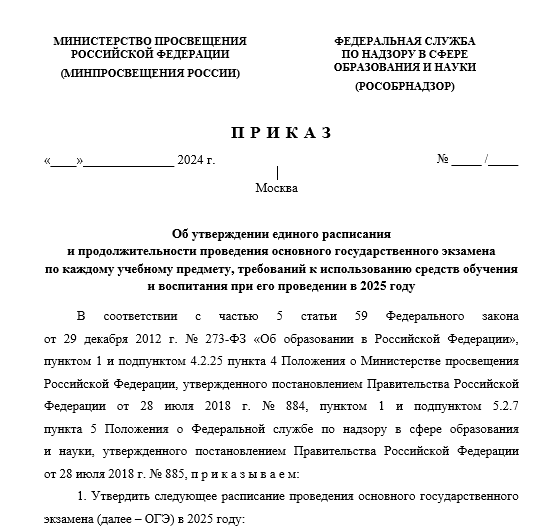 МИНИСТЕРСТВО ПРОСВЕЩЕНИЯ
РОССИЙСКОЙ ФЕДЕРАЦИИ
(МИНПРОСВЕЩЕНИЯ РОССИИ)
ФЕДЕРАЛЬНАЯ СЛУЖБА
ПО НАДЗОРУ В СФЕРЕ
ОБРАЗОВАНИЯ И НАУКИ
(РОСОБРНАДЗОР)
П Р И К А З
«____»_______________ 2024 г.
№ _____ /_____
Москва
Об утверждении единого расписания
и продолжительности проведения основного государственного экзамена
по каждому учебному предмету, требований к использованию средств обучения
и воспитания при его проведении в 2025 году
В соответствии с частью 5 статьи 59 Федерального закона
от 29 декабря 2012 г. № 273-ФЗ «Об образовании в Российской Федерации»,
пунктом 1 и подпунктом 4.2.25 пункта 4 Положения о Министерстве просвещения
Российской Федерации, утвержденного постановлением Правительства Российской
Федерации от 28 июля 2018 г. № 884, пунктом 1 и подпунктом 5.2.7
пункта 5 Положения о Федеральной службе по надзору в сфере образования
и науки, утвержденного постановлением Правительства Российской Федерации
от 28 июля 2018 г. № 885, п р и к а з ы в а е м:
1. Утвердить следующее расписание проведения основного государственного
экзамена (далее – ОГЭ) в 2025 году: